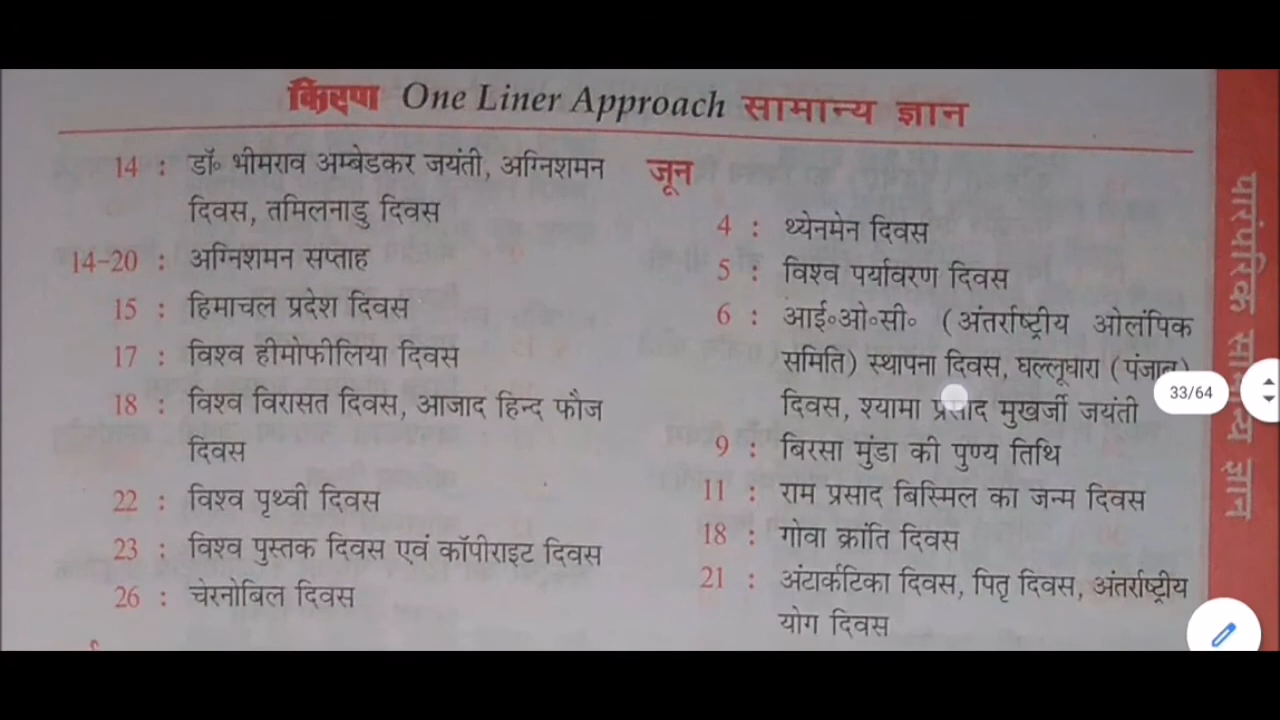 किरण One Liner Approach सामान्य ज्ञान
14 : डॉ॰ भीमराव अम्बेडकर जयंती, अग्निशमन
दिवस, तमिलनाडु दिवस
14–20 : अग्निशमन सप्ताह
15 : हिमाचल प्रदेश दिवस
17 : विश्व हीमोफीलिया दिवस
18 : विश्व विरासत दिवस, आजाद हिन्द फौज
दिवस
22 : विश्व पृथ्वी दिवस
23 : विश्व पुस्तक दिवस एवं कॉपीराइट दिवस
26 : चेरनोबिल दिवस
जून
4 : थ्येनमेन दिवस
5 : विश्व पर्यावरण दिवस
6 : आई॰ओ॰सी॰ (अंतर्राष्ट्रीय ओलंपिक
समिति) स्थापना दिवस, घल्लूघारा (पंजाब)
दिवस, श्यामा प्रसाद मुखर्जी जयंती
9 : बिरसा मुंडा की पुण्य तिथि
11 : राम प्रसाद बिस्मिल का जन्म दिवस
18 : गोवा क्रांति दिवस
21 : अंटार्कटिका दिवस, पितृ दिवस, अंतर्राष्ट्रीय
योग दिवस
पारंपरिक सामान्य ज्ञान
33/64